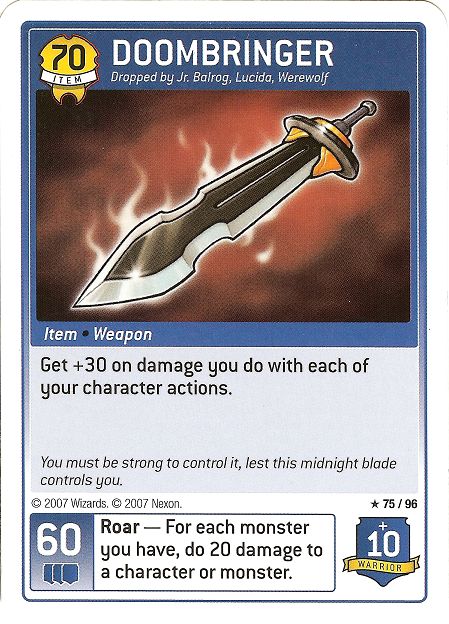 70
ITEM
DOOMBRINGER
Dropped by Jr. Balrog, Lucida, Werewolf
Item • Weapon
Get +30 on damage you do with each of
your character actions.
You must be strong to control it, lest this midnight blade
controls you.
© 2007 Wizards. © 2007 Nexon.
★ 75 / 96
60
Roar — For each monster
you have, do 20 damage to
a character or monster.
+
10
WARRIOR